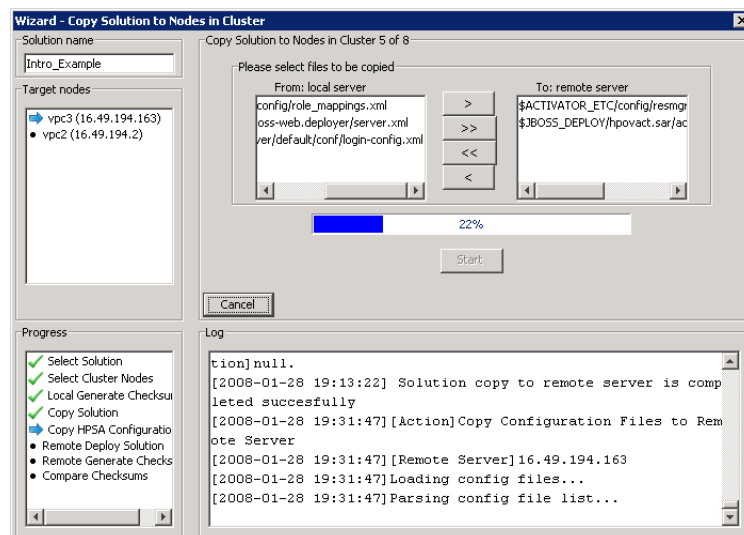 Wizard - Copy Solution to Nodes in Cluster
Solution name
Intro_Example
Target nodes
vpc3 (16.49.194.163)
vpc2 (16.49.194.2)
Copy Solution to Nodes in Cluster 5 of 8
Please select files to be copied
From: local server
config/role_mappings.xml
oss-web.deployer/server.xml
ver/default/conf/login-config.xml
>
>>
<<
<
To: remote server
$ACTIVATOR_ETC/config/resmgr
$JBOSS_DEPLOY/hpovact.sar/ac
22%
Start
Cancel
Progress
Select Solution
Select Cluster Nodes
Local Generate Checksu
Copy Solution
Copy HPSA Configuratio
Remote Deploy Solution
Remote Generate Checks
Compare Checksums
Log
tion]null.
[2008-01-28 19:13:22] Solution copy to remote server is comp
leted succesfully
[2008-01-28 19:31:47][Action]Copy Configuration Files to Rem
ote Server
[2008-01-28 19:31:47][Remote Server]16.49.194.163
[2008-01-28 19:31:47]Loading config files...
[2008-01-28 19:31:47]Parsing config file list...